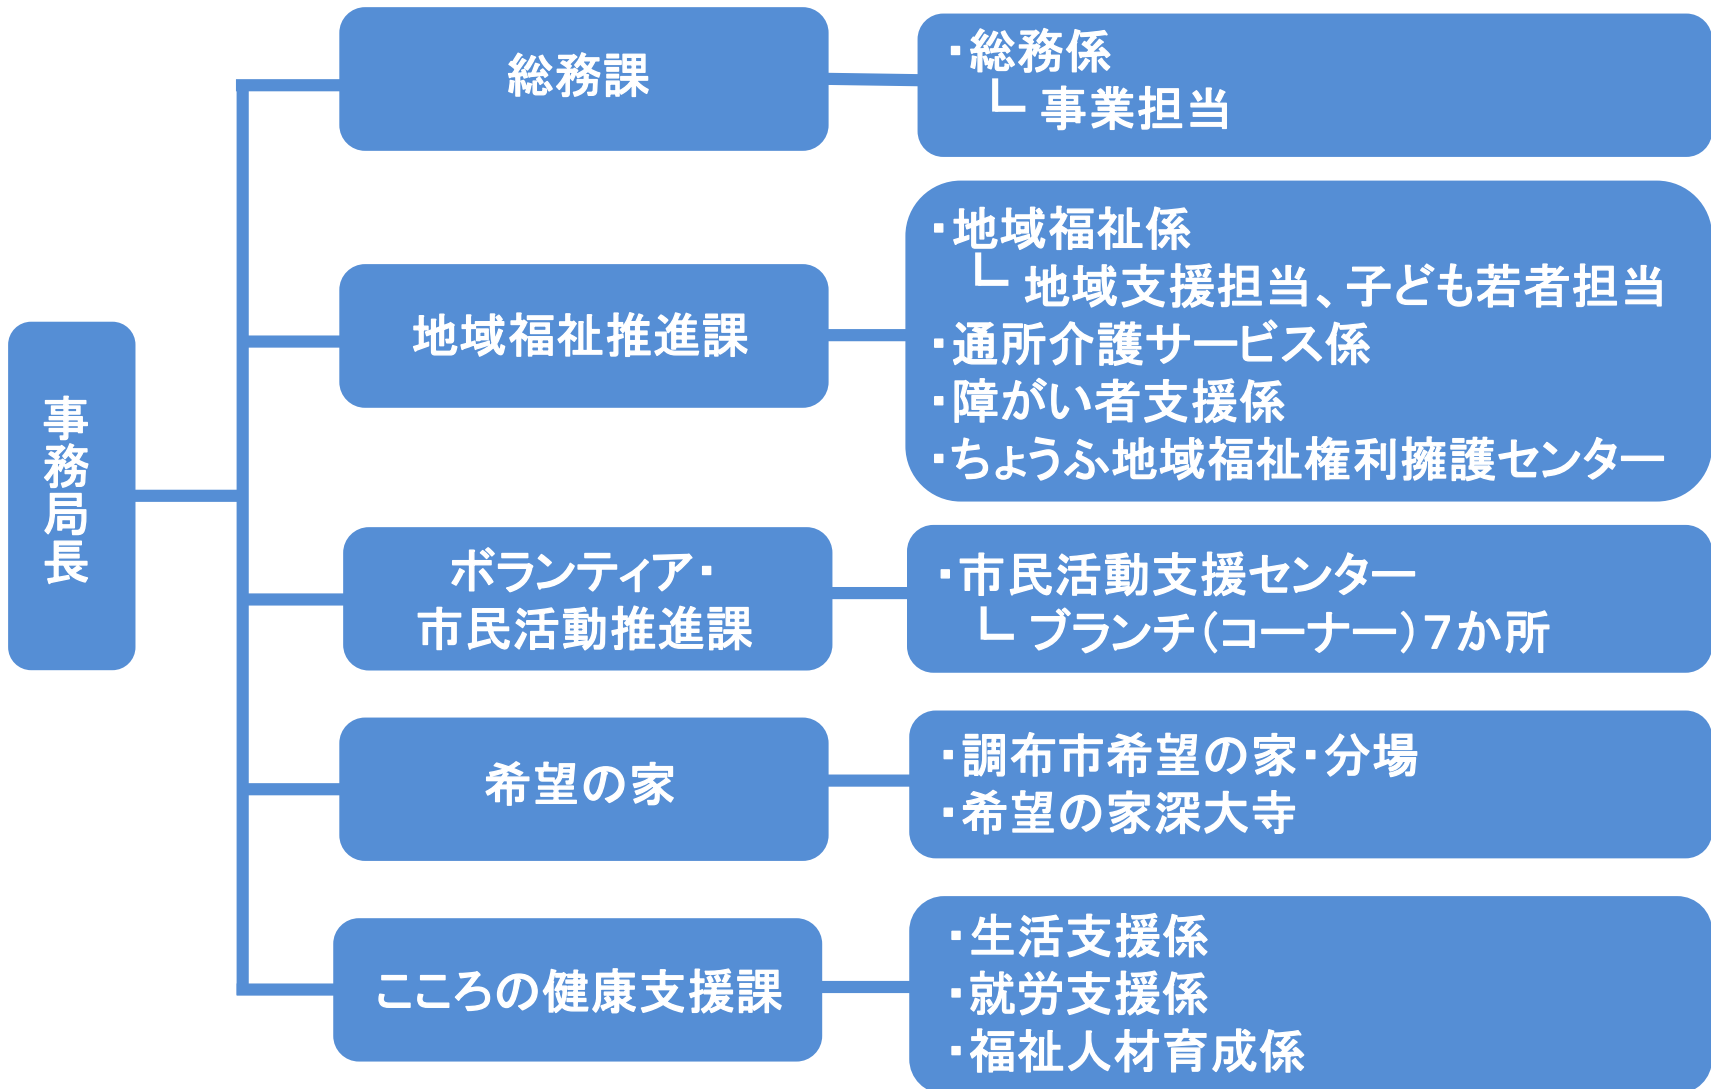 事務局長
総務課
・総務係
└ 事業担当
地域福祉推進課
・地域福祉係
└ 地域支援担当、子ども若者担当
・通所介護サービス係
・障がい者支援係
・ちょうふ地域福祉権利擁護センター
ボランティア・
市民活動推進課
・市民活動支援センター
└ ブランチ（コーナー）７か所
希望の家
・調布市希望の家・分場
・希望の家深大寺
こころの健康支援課
・生活支援係
・就労支援係
・福祉人材育成係